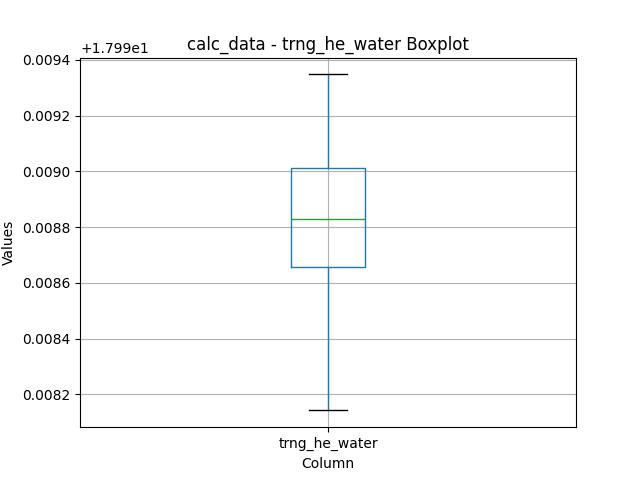 calc_data - trng_he_water Boxplot
+1.799e1
0.0094
0.0092
0.0090
0.0088
0.0086
0.0084
0.0082
Values
trng_he_water
Column